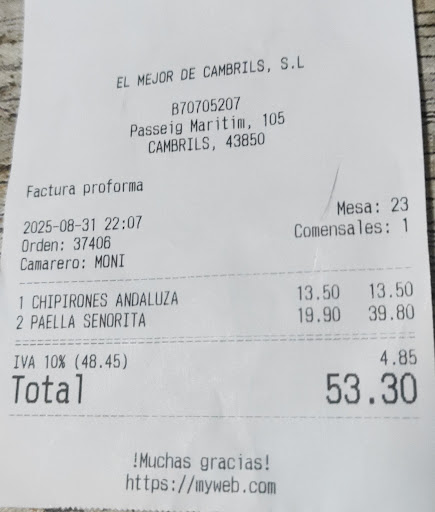 EL MEJOR DE CAMBRILS, S.L
B70705207
Passeig Maritim, 105
CAMBRILS, 43850
Factura proforma
2025-08-31 22:07 Mesa: 23
Orden: 37406 Comensales: 1
Camarero: MONI
1 CHIPIRONES ANDALUZA 13.50 13.50
2 PAELLA SENORITA 19.90 39.80
IVA 10% (48.45) 4.85
Total 53.30
!Muchas gracias!
https://myweb.com